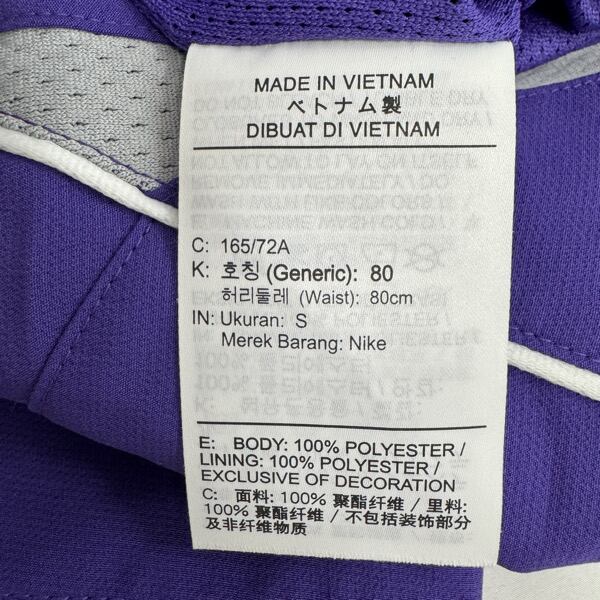 MADE IN VIETNAM
ベトナム製
DIBUAT DI VIETNAM
C: 165/72A
K: 호칭 (Generic): 80
허리둘레 (Waist): 80cm
IN: Ukuran: S
Merek Barang: Nike
E: BODY: 100% POLYESTER /
LINING: 100% POLYESTER /
EXCLUSIVE OF DECORATION
C: 面料: 100% 聚酯纤维 / 里料:
100% 聚酯纤维 / 不包括装饰部分
及非纤维物质